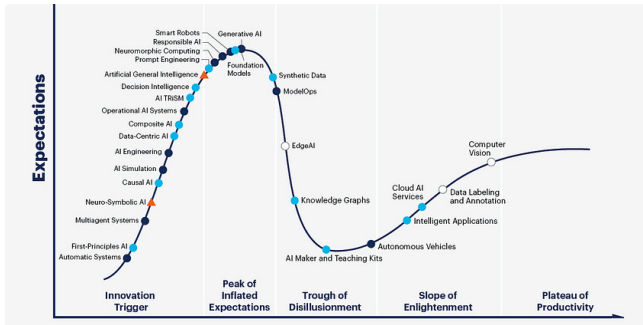 Smart Robots
Generative AI
Responsible AI
Neuromorphic Computing
Prompt Engineering
Foundation
Models
Artificial General Intelligence
Synthetic Data
Decision Intelligence
ModelOps
AI TRiSM
Operational AI Systems
Composite AI
Data-Centric AI
EdgeAI
Computer
Vision
AI Engineering
AI Simulation
Causal AI
Cloud AI
Services
Data Labeling
and Annotation
Neuro-Symbolic AI
Knowledge Graphs
Multiagent Systems
Intelligent Applications
First-Principles AI
Autonomous Vehicles
Automatic Systems
AI Maker and Teaching Kits
Expectations
Innovation
Trigger
Peak of
Inflated
Expectations
Trough of
Disillusionment
Slope of
Enlightenment
Plateau of
Productivity